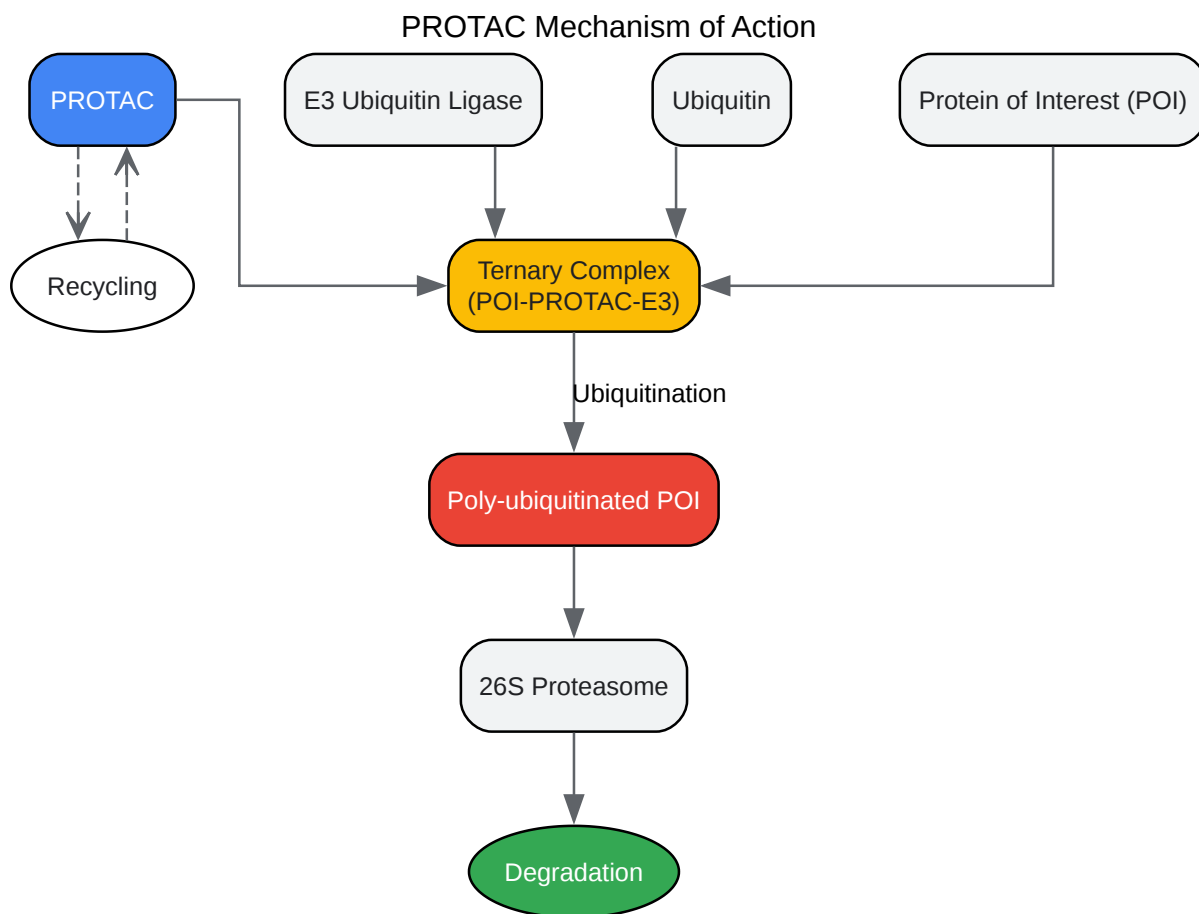 PROTAC Mechanism of Action
PROTAC
E3 Ubiquitin Ligase
Ubiquitin
Protein of Interest (POI)
Recycling
Ternary Complex
(POI-PROTAC-E3)
Ubiquitination
Poly-ubiquitinated POI
26S Proteasome
Degradation